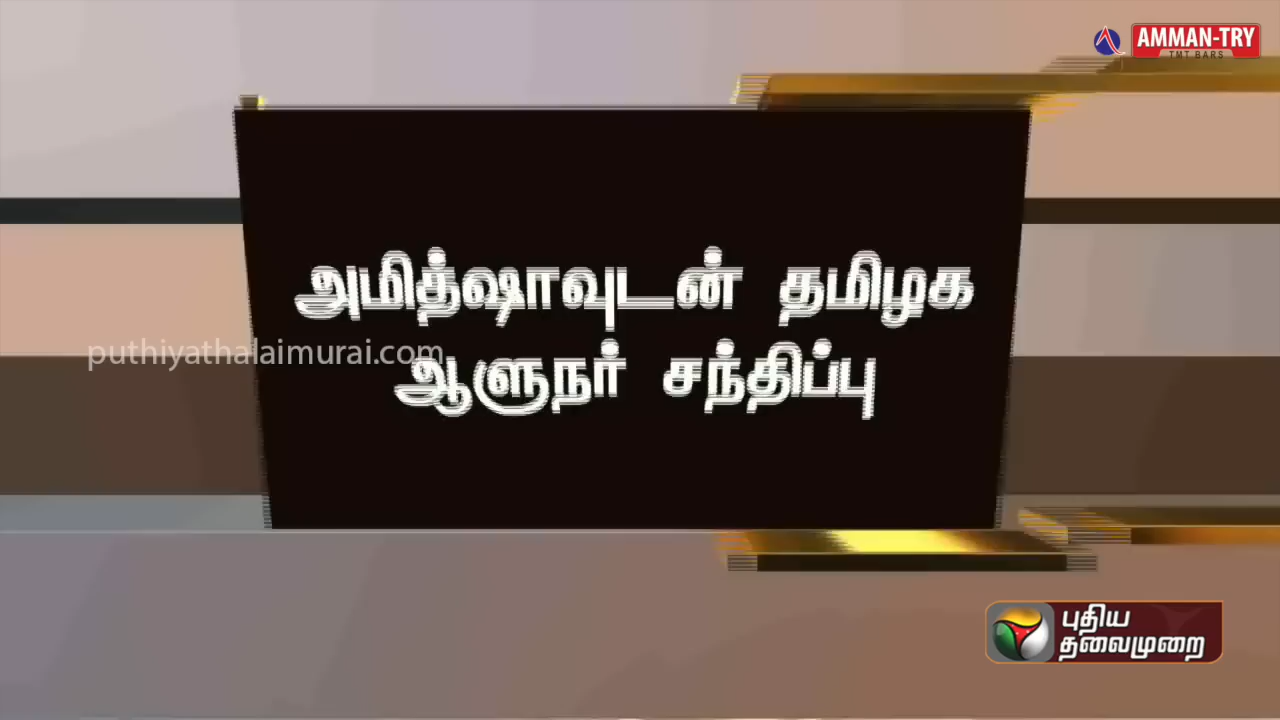 AMMAN-TRY
TMT BARS
அமித்ஷாவுடன் தமிழக
puthiyathalaimurai.com
ஆளுநர் சந்திப்பு
புதிய
தலைமுறை